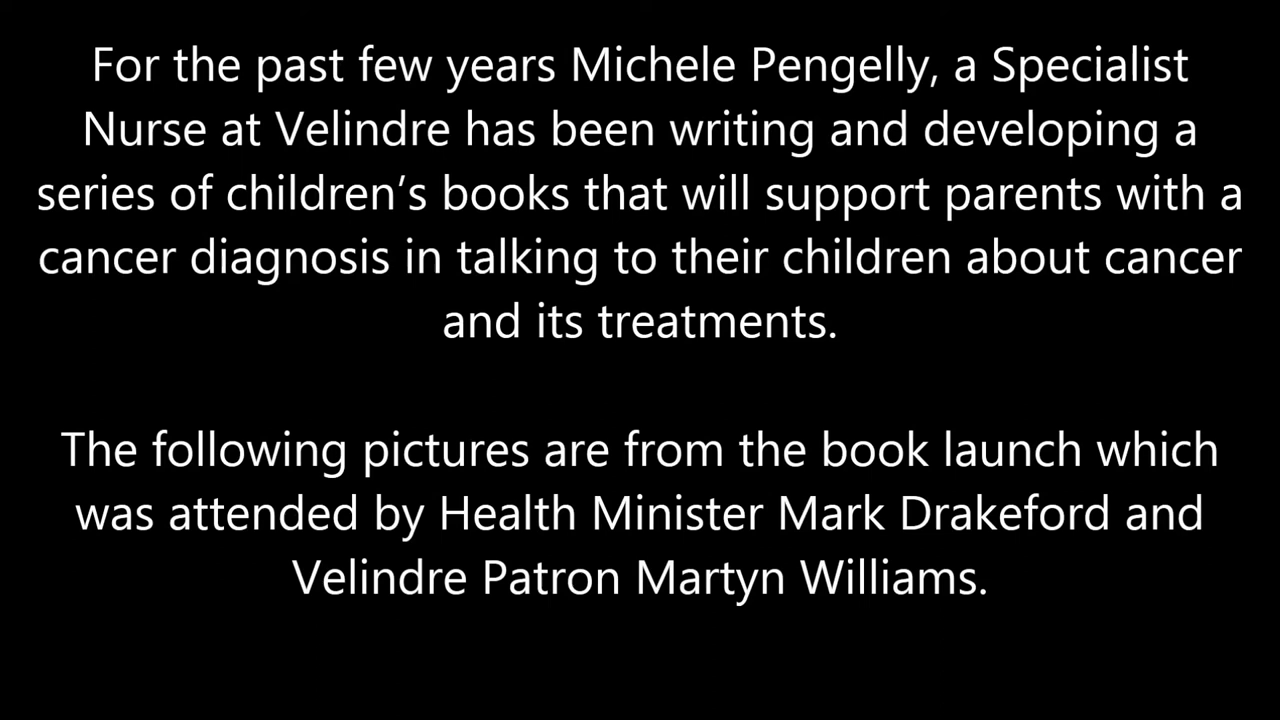 For the past few years Michele Pengelly, a Specialist
Nurse at Velindre has been writing and developing a
series of children’s books that will support parents with a
cancer diagnosis in talking to their children about cancer
and its treatments.
The following pictures are from the book launch which
was attended by Health Minister Mark Drakeford and
Velindre Patron Martyn Williams.